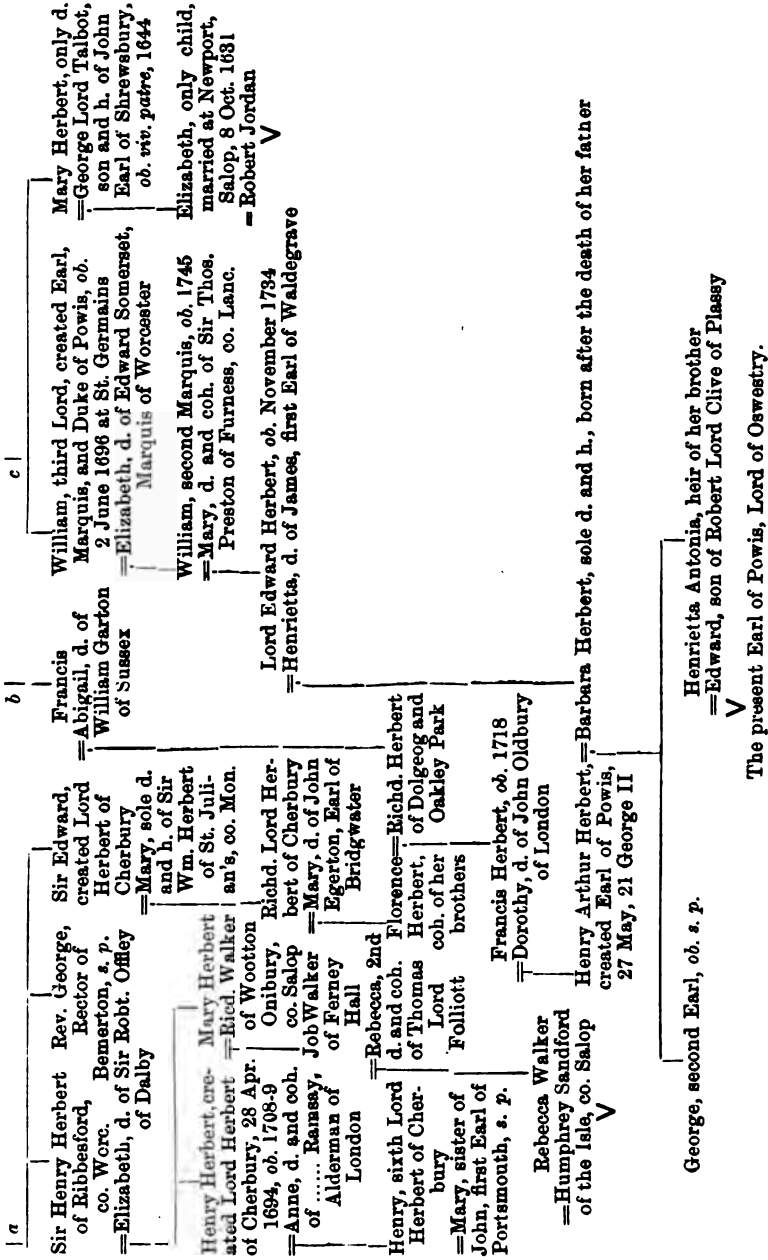 a
Sir Henry Herbert
of Ribbesford,
co. Worc.
=Elizabeth, d. of Sir Robt. Offley
of Dalby
Rev. George,
Rector of
Bemerton, s. p.
Sir Edward,
created Lord
Herbert of
Cherbury
=Mary, sole d.
and h. of Sir
Wm. Herbert
of St. Juli-
an's, co. Mon.
b
Francis
=Abigail, d. of
William Garton
of Sussex
c
William, third Lord, created Earl,
Marquis, and Duke of Powis, ob.
2 June 1696 at St. Germains
=Elizabeth, d. of Edward Somerset,
Marquis of Worcester
Mary Herbert, only d.
=George Lord Talbot,
son and h. of John
Earl of Shrewsbury,
ob. viv. patre, 1644
Henry Herbert, cre-
ated Lord Herbert
of Cherbury, 28 Apr.
1694, ob. 1708-9
=Anne, d. and coh.
of ...... Ramsay,
Alderman of
London
Mary Herbert
=Ricd. Walker
of Wootton
Onibury,
co. Salop
Richd. Lord Her-
bert of Cherbury
=Mary, d. of John
Egerton, Earl of
Bridgwater
William, second Marquis, ob. 1745
=Mary, d. and coh. of Sir Thos.
Preston of Furness, co. Lanc.
Elizabeth, only child,
married at Newport,
Salop, 8 Oct. 1631
=Robert Jordan
Job Walker
of Ferney
Hall
=Rebecca, 2nd
d. and coh.
of Thomas
Lord
Folliott
Lord Edward Herbert, ob. November 1734
=Henrietta, d. of James, first Earl of Waldegrave
Henry, sixth Lord
Herbert of Cher-
bury
=Mary, sister of
John, first Earl of
Portsmouth, s. p.
Florence=Richd. Herbert
Herbert, of Dolgeog and
coh. of her Oakley Park
brothers
Francis Herbert, ob. 1718
=Dorothy, d. of John Oldbury
of London
Rebecca Walker
=Humphrey Sandford
of the Isle, co. Salop
Henry Arthur Herbert,=Barbara Herbert, sole d. and h., born after the death of her father
created Earl of Powis,
27 May, 21 George II
George, second Earl, ob. s. p.
Henrietta Antonia, heir of her brother
=Edward, son of Robert Lord Clive of Plassy
The present Earl of Powis, Lord of Oswestry.